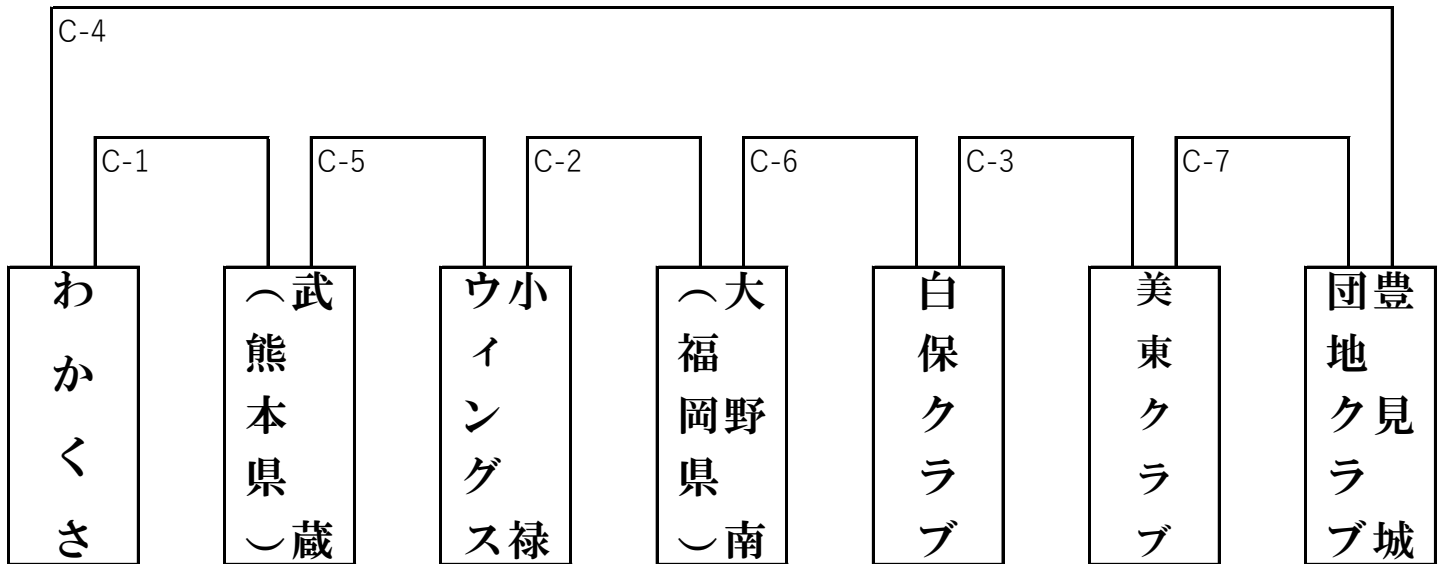 C-4
C-1
C-5
C-2
C-6
C-3
C-7
わかくさ
武蔵
（熊本県）
小禄
ウィングス
大野南
（福岡県）
白保クラブ
美東クラブ
豊見城
団地クラブ